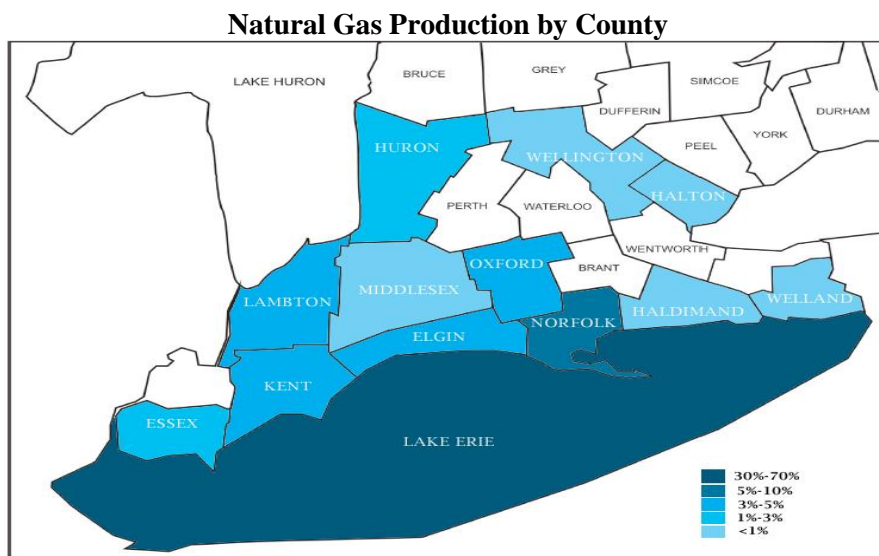 Natural Gas Production by County
BRUCE
GREY
SIMCOE
LAKE HURON
DUFFERIN
DURHAM
PEEL
YORK
HURON
WELLINGTON
HALTON
PERTH
WATERLOO
WENTWORTH
OXFORD
BRANT
LAMBTON
MIDDLESEX
WELLAND
HALDIMAND
NORFOLK
ELGIN
KENT
ESSEX
LAKE ERIE
30%-70%
5%-10%
3%-5%
1%-3%
<1%